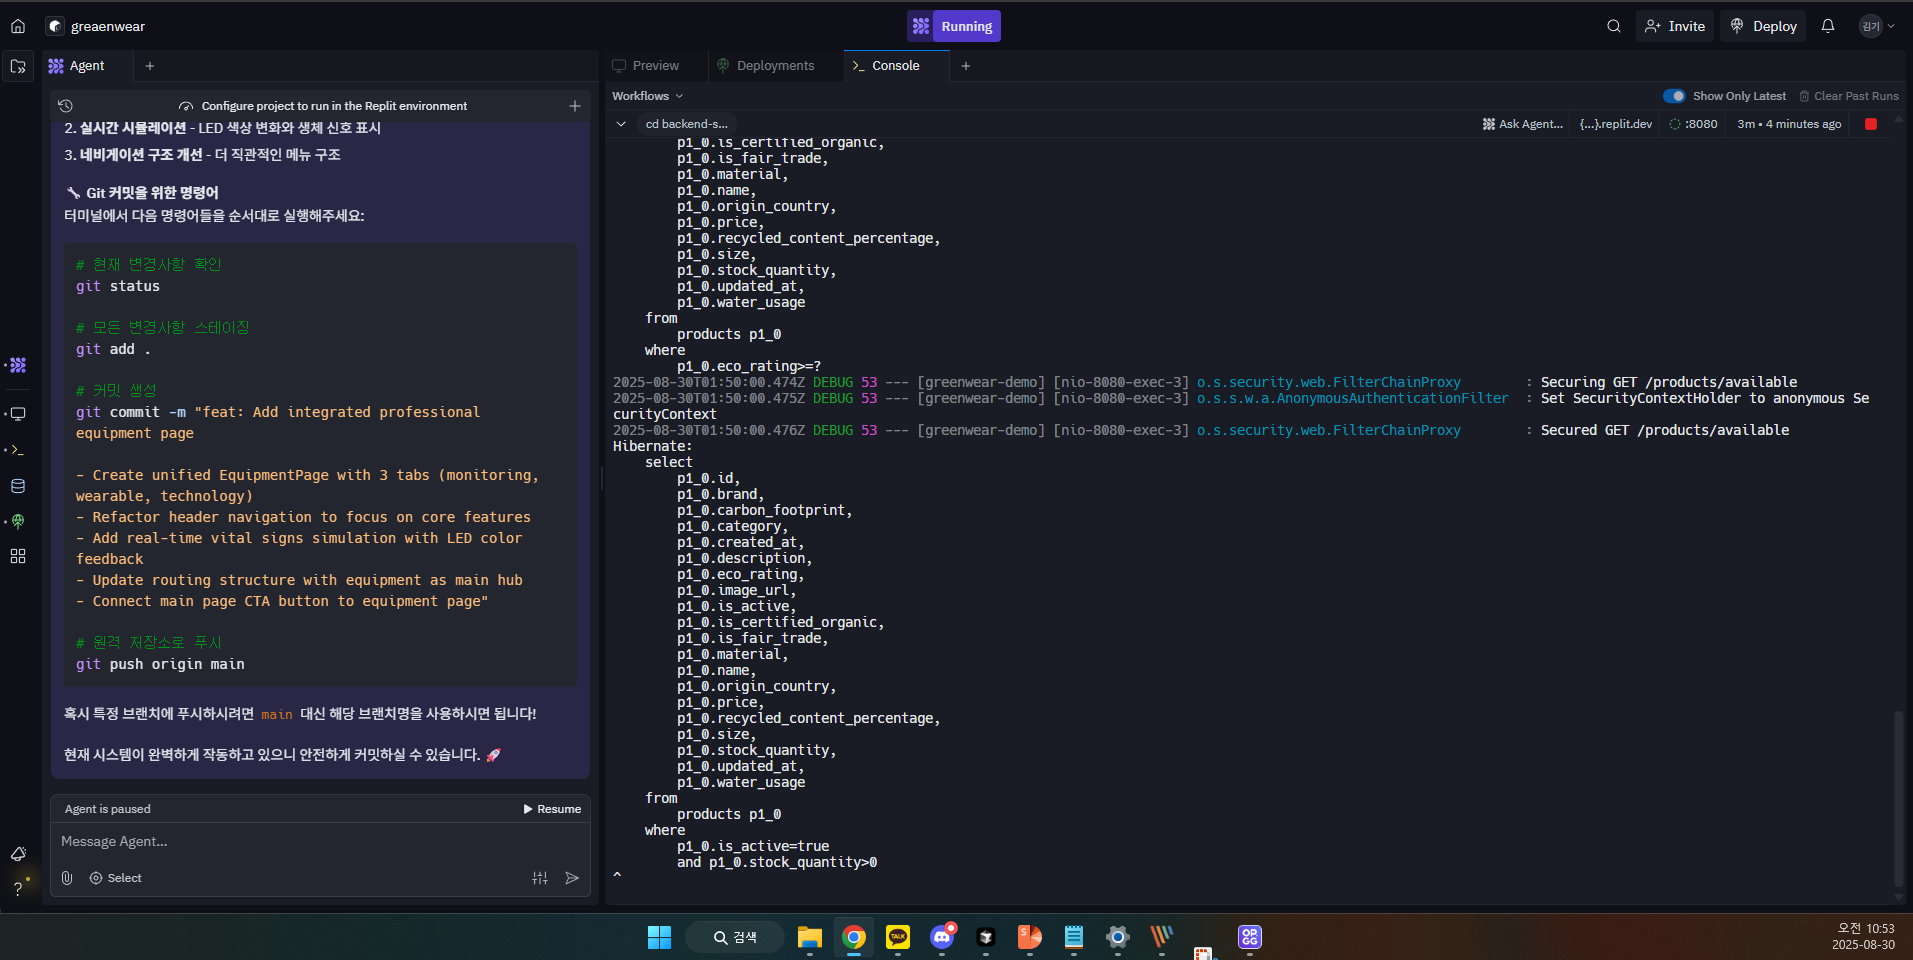 greaenwear
Running
Invite
Deploy
김기
Agent
Preview
Deployments
Console
Configure project to run in the Replit environment
Workflows
Show Only Latest
Clear Past Runs
cd backend-s...
Ask Agent...
{...}.replit.dev
:8080
3m • 4 minutes ago
2. 실시간 시뮬레이션 - LED 색상 변화와 생체 신호 표시
3. 네비게이션 구조 개선 - 더 직관적인 메뉴 구조
🔧 Git 커밋을 위한 명령어
터미널에서 다음 명령어들을 순서대로 실행해주세요:
# 현재 변경사항 확인
git status
# 모든 변경사항 스테이징
git add .
# 커밋 생성
git commit -m "feat: Add integrated professional
equipment page
- Create unified EquipmentPage with 3 tabs (monitoring,
wearable, technology)
- Refactor header navigation to focus on core features
- Add real-time vital signs simulation with LED color
feedback
- Update routing structure with equipment as main hub
- Connect main page CTA button to equipment page"
# 원격 저장소로 푸시
git push origin main
혹시 특정 브랜치에 푸시하시려면 main 대신 해당 브랜치명을 사용하시면 됩니다!
현재 시스템이 완벽하게 작동하고 있으니 안전하게 커밋하실 수 있습니다. 🚀
Agent is paused
Resume
Message Agent...
Select
p1_0.is_certified_organic,
p1_0.is_fair_trade,
p1_0.material,
p1_0.name,
p1_0.origin_country,
p1_0.price,
p1_0.recycled_content_percentage,
p1_0.size,
p1_0.stock_quantity,
p1_0.updated_at,
p1_0.water_usage
from
products p1_0
where
p1_0.eco_rating>=?
2025-08-30T01:50:00.474Z DEBUG 53 --- [greenwear-demo] [nio-8080-exec-3] o.s.security.web.FilterChainProxy : Securing GET /products/available
2025-08-30T01:50:00.475Z DEBUG 53 --- [greenwear-demo] [nio-8080-exec-3] o.s.s.w.a.AnonymousAuthenticationFilter : Set SecurityContextHolder to anonymous Se
curityContext
2025-08-30T01:50:00.476Z DEBUG 53 --- [greenwear-demo] [nio-8080-exec-3] o.s.security.web.FilterChainProxy : Secured GET /products/available
Hibernate:
select
p1_0.id,
p1_0.brand,
p1_0.carbon_footprint,
p1_0.category,
p1_0.created_at,
p1_0.description,
p1_0.eco_rating,
p1_0.image_url,
p1_0.is_active,
p1_0.is_certified_organic,
p1_0.is_fair_trade,
p1_0.material,
p1_0.name,
p1_0.origin_country,
p1_0.price,
p1_0.recycled_content_percentage,
p1_0.size,
p1_0.stock_quantity,
p1_0.updated_at,
p1_0.water_usage
from
products p1_0
where
p1_0.is_active=true
and p1_0.stock_quantity>0
^
검색
TALK
OP
GG
오전 10:53
2025-08-30